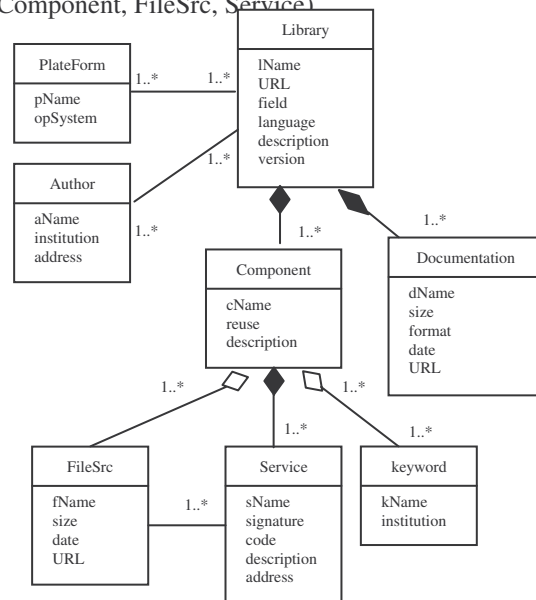 Component, FileSrc, Service)
Library
lName
URL
field
language
description
version
PlateForm
pName
opSystem
1..*
1..*
Author
aName
institution
address
1..*
1..*
1..*
1..*
Component
cName
reuse
description
Documentation
dName
size
format
date
URL
1..*
1..*
1..*
1..*
FileSrc
fName
size
date
URL
1..*
Service
sName
signature
code
description
address
keyword
kName
institution